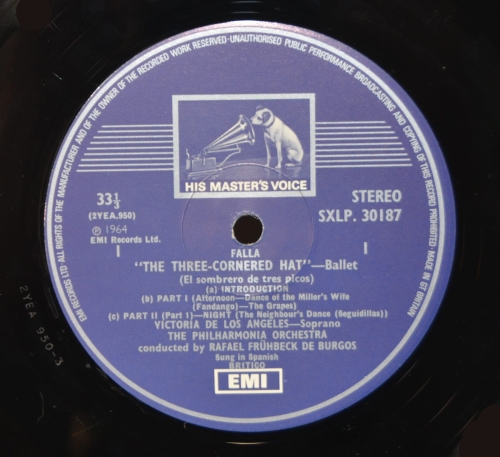 EMI RECORDS LTD ALL RIGHTS OF THE MANUFACTURER AND OF THE OWNER OF THE RECORDED WORK RESERVED-UNAUTHORISED PUBLIC PERFORMANCE BROADCASTING AND COPYING OF THIS RECORD PROHIBITED. MADE IN GT BRITAIN
HIS MASTER'S VOICE
33⅓
(2YEA.950)
Ⓟ 1964
EMI Records Ltd.
I
STEREO
SXLP. 30187
I
FALLA
"THE THREE-CORNERED HAT"—Ballet
(El sombrero de tres picos)
(a) INTRODUCTION
(b) PART I (Afternoon—Dance of the Miller's Wife
(Fandango)—The Grapes)
(c) PART II (Part 1)—NIGHT (The Neighbour's Dance (Seguidillas))
VICTORIA DE LOS ANGELES—Soprano
THE PHILHARMONIA ORCHESTRA
conducted by RAFAEL FRÜHBECK DE BURGOS
Sung in Spanish
BRITICO
EMI
2YEA 950-3